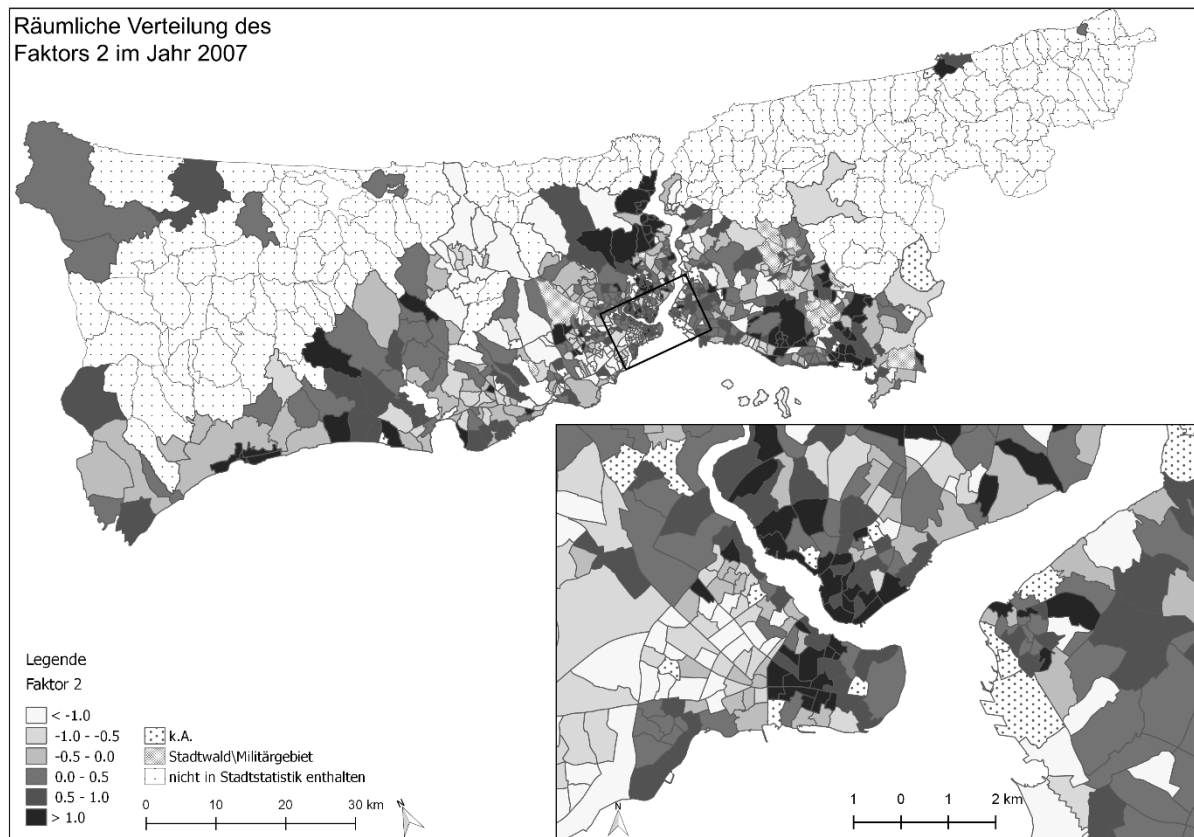 Räumliche Verteilung des
Faktors 2 im Jahr 2007
Legende
Faktor 2
< -1.0
-1.0 - -0.5
-0.5 - 0.0
0.0 - 0.5
0.5 - 1.0
> 1.0
k.A.
Stadtwald\Militärgebiet
nicht in Stadtstatistik enthalten
0 10 20 30 km
N
N
1 0 1 2 km